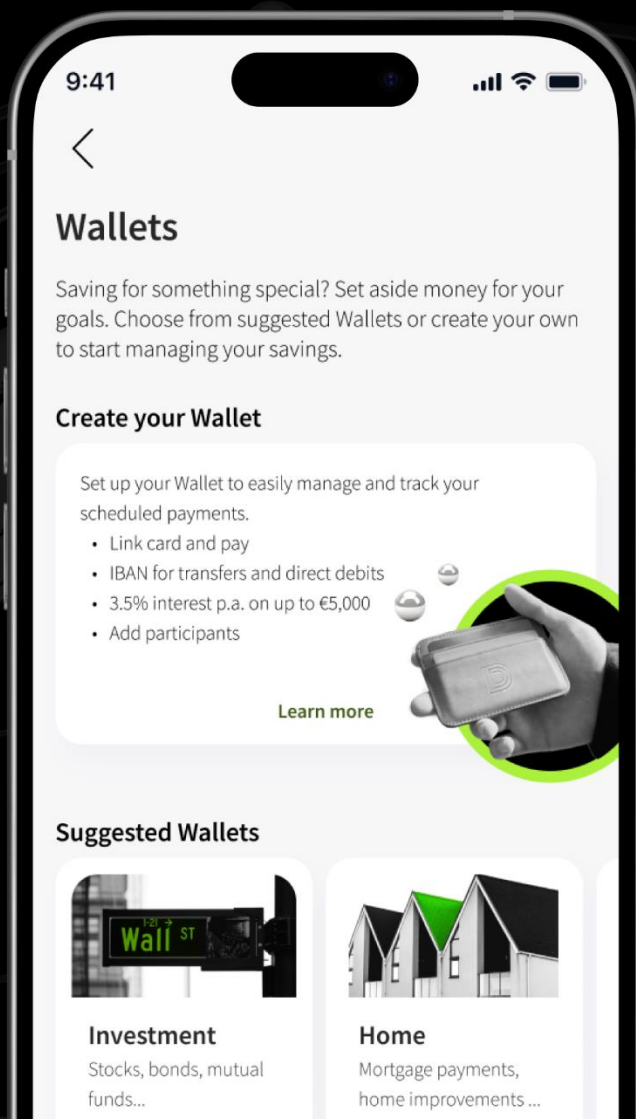 9:41
Wallets
Saving for something special? Set aside money for your
goals. Choose from suggested Wallets or create your own
to start managing your savings.
Create your Wallet
Set up your Wallet to easily manage and track your
scheduled payments.
• Link card and pay
• IBAN for transfers and direct debits
• 3.5% interest p.a. on up to €5,000
• Add participants
D
Learn more
Suggested Wallets
1-21 →
Wall ST
Investment
Stocks, bonds, mutual
funds...
Home
Mortgage payments,
home improvements ...